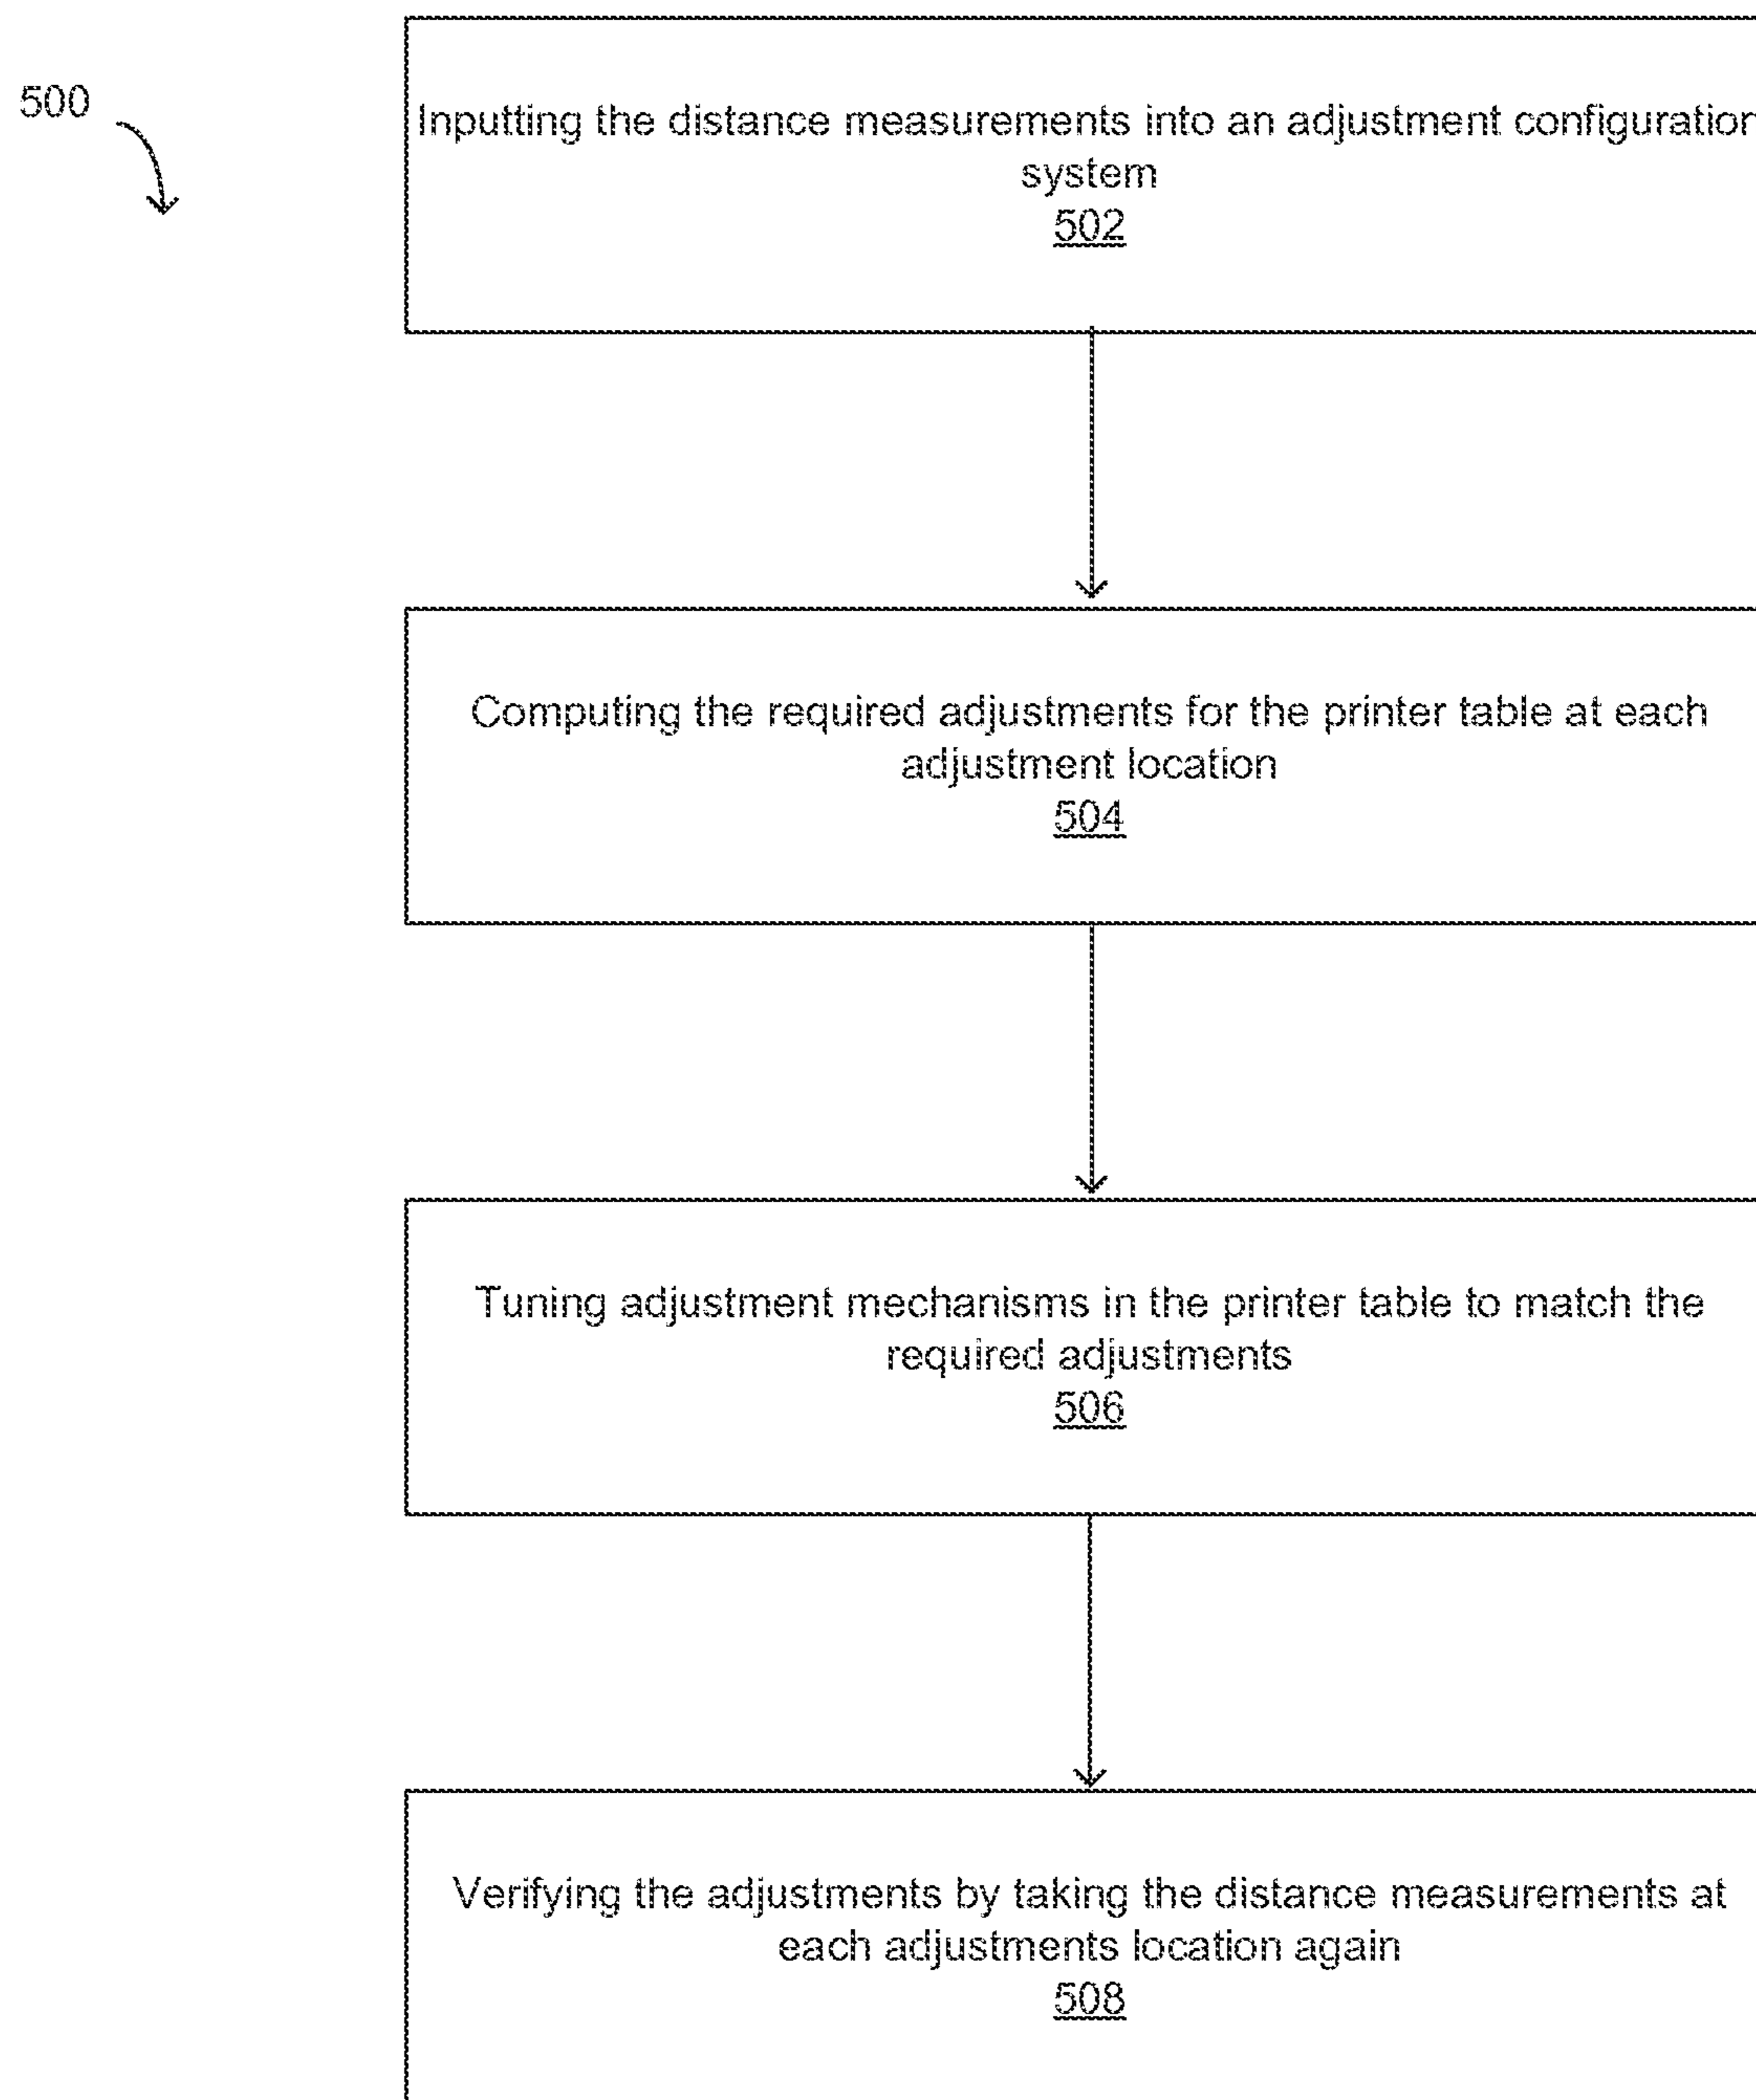 500
Inputting the distance measurements into an adjustment configuration
system
502
Computing the required adjustments for the printer table at each
adjustment location
504
Tuning adjustment mechanisms in the printer table to match the
required adjustments
506
Verifying the adjustments by taking the distance measurements at
each adjustments location again
508